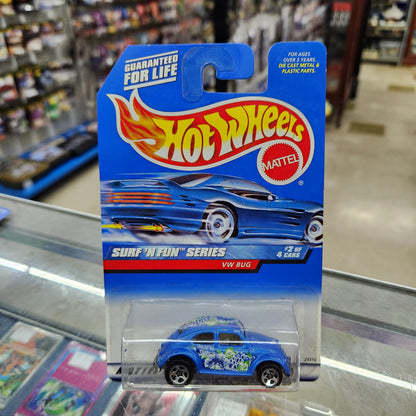 GUARANTEED
FOR LIFE
FOR AGES
OVER 3 YEARS.
DIE CAST METAL &
PLASTIC PARTS.
HOT WHEELS
MATTEL
®
SURF 'N FUN™ SERIES
#2 OF
4 CARS
VW BUG